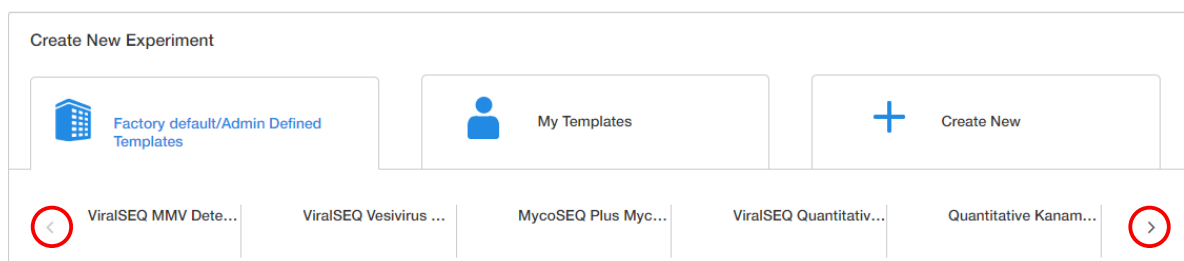 Create New Experiment
Factory default/Admin Defined
Templates
My Templates
Create New
ViralSEQ MMV Dete...
ViralSEQ Vesivirus ...
MycoSEQ Plus Myc...
ViralSEQ Quantitativ...
Quantitative Kanam...